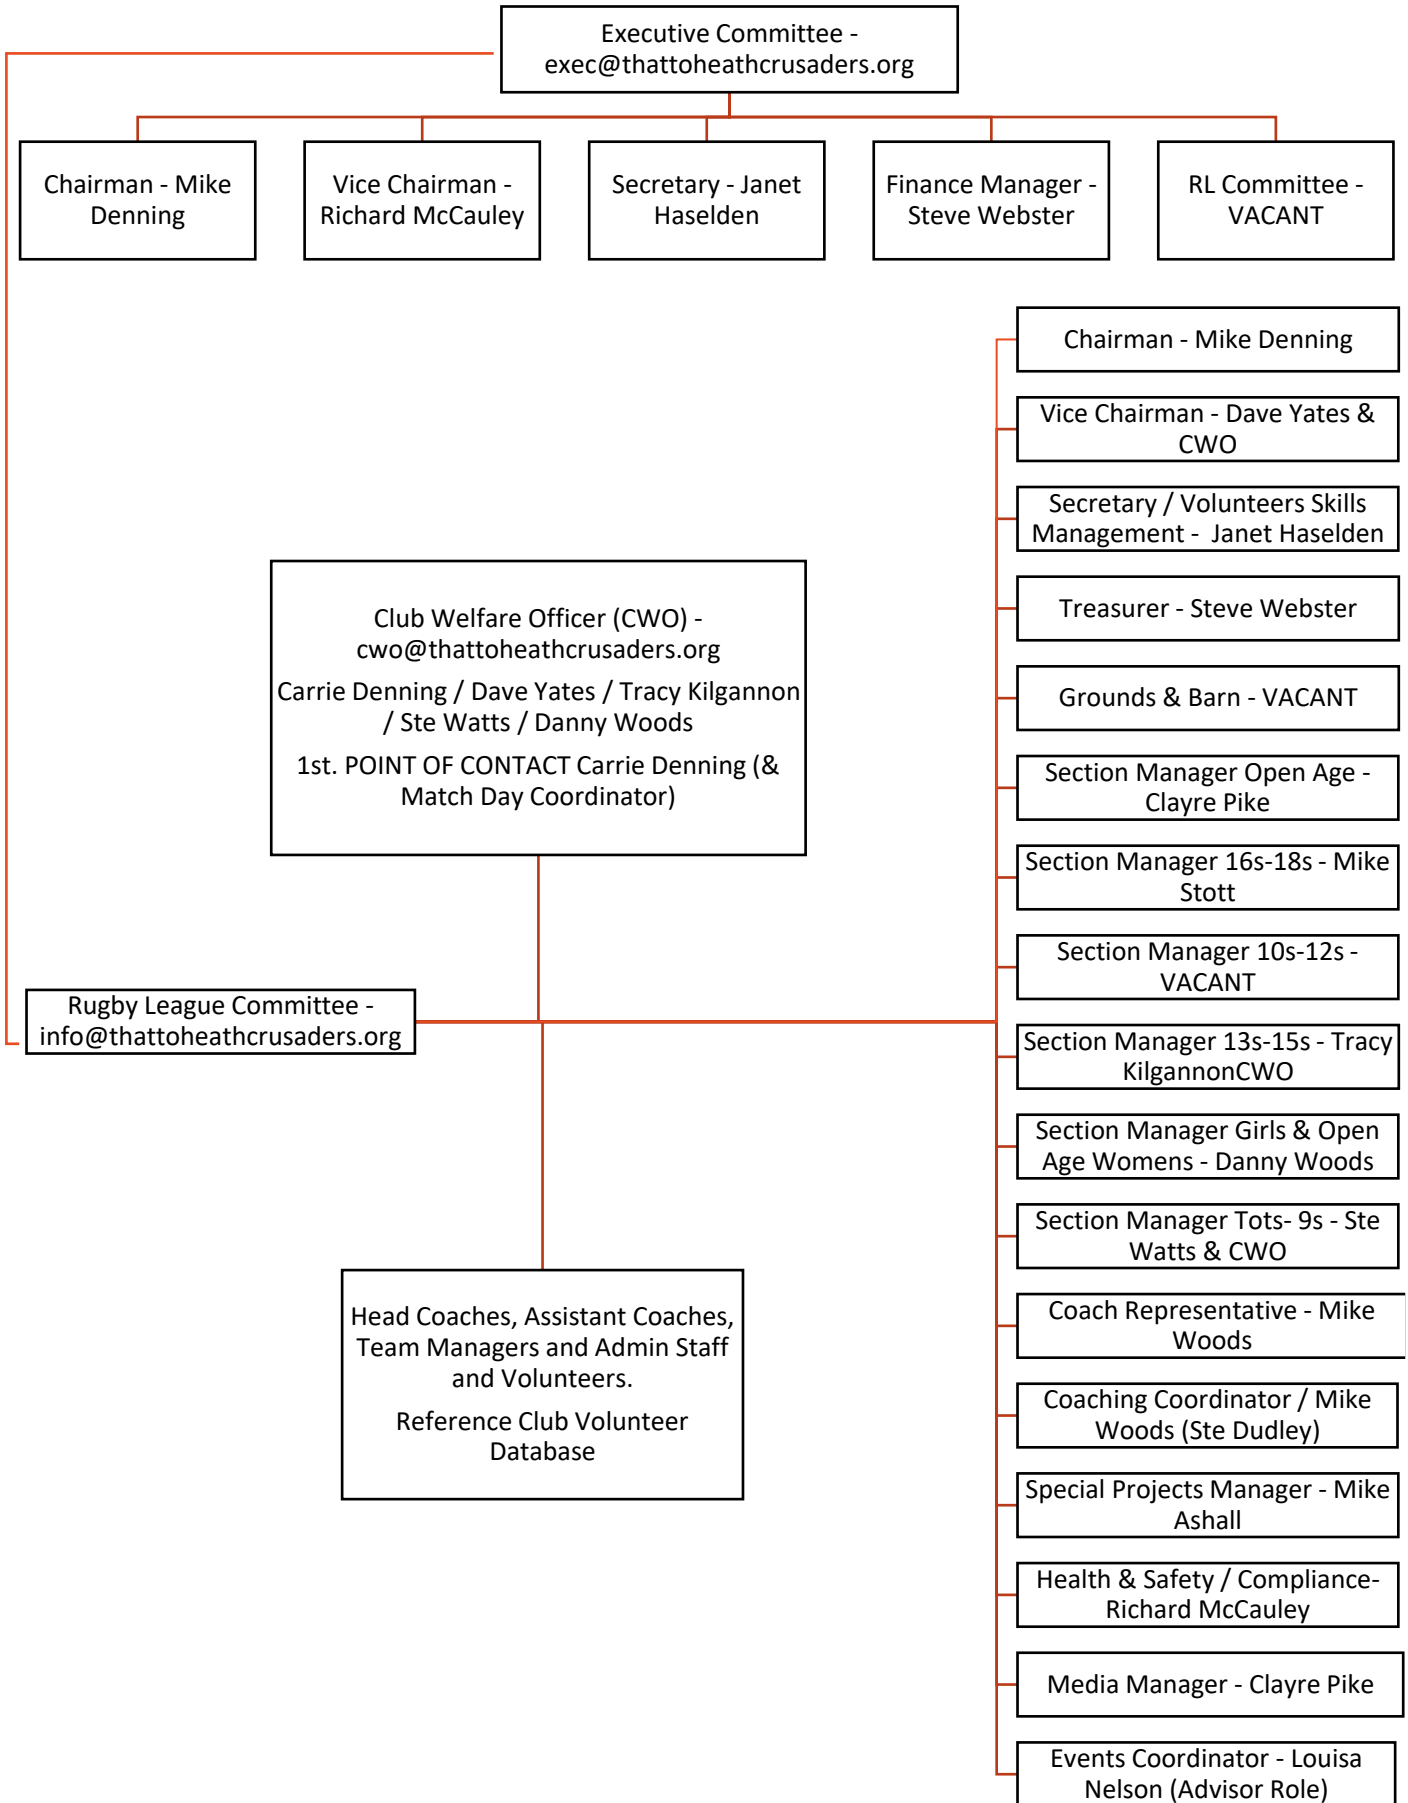 Executive Committee -
exec@thattoheathcrusaders.org
Chairman - Mike
Denning
Vice Chairman -
Richard McCauley
Secretary - Janet
Haselden
Finance Manager -
Steve Webster
RL Committee -
VACANT
Chairman - Mike Denning
Vice Chairman - Dave Yates &
CWO
Secretary / Volunteers Skills
Management -  Janet Haselden
Treasurer - Steve Webster
Grounds & Barn - VACANT
Section Manager Open Age -
Clayre Pike
Section Manager 16s-18s - Mike
Stott
Section Manager 10s-12s -
VACANT
Section Manager 13s-15s - Tracy
KilgannonCWO
Section Manager Girls & Open
Age Womens - Danny Woods
Section Manager Tots- 9s - Ste
Watts & CWO
Coach Representative - Mike
Woods
Coaching Coordinator / Mike
Woods (Ste Dudley)
Special Projects Manager - Mike
Ashall
Health & Safety / Compliance-
Richard McCauley
Media Manager - Clayre Pike
Events Coordinator - Louisa
Nelson (Advisor Role)
Club Welfare Officer (CWO) -
cwo@thattoheathcrusaders.org
Carrie Denning / Dave Yates / Tracy Kilgannon
/ Ste Watts / Danny Woods
1st. POINT OF CONTACT Carrie Denning (&
Match Day Coordinator)
Rugby League Committee -
info@thattoheathcrusaders.org
Head Coaches, Assistant Coaches,
Team Managers and Admin Staff
and Volunteers.
Reference Club Volunteer
Database